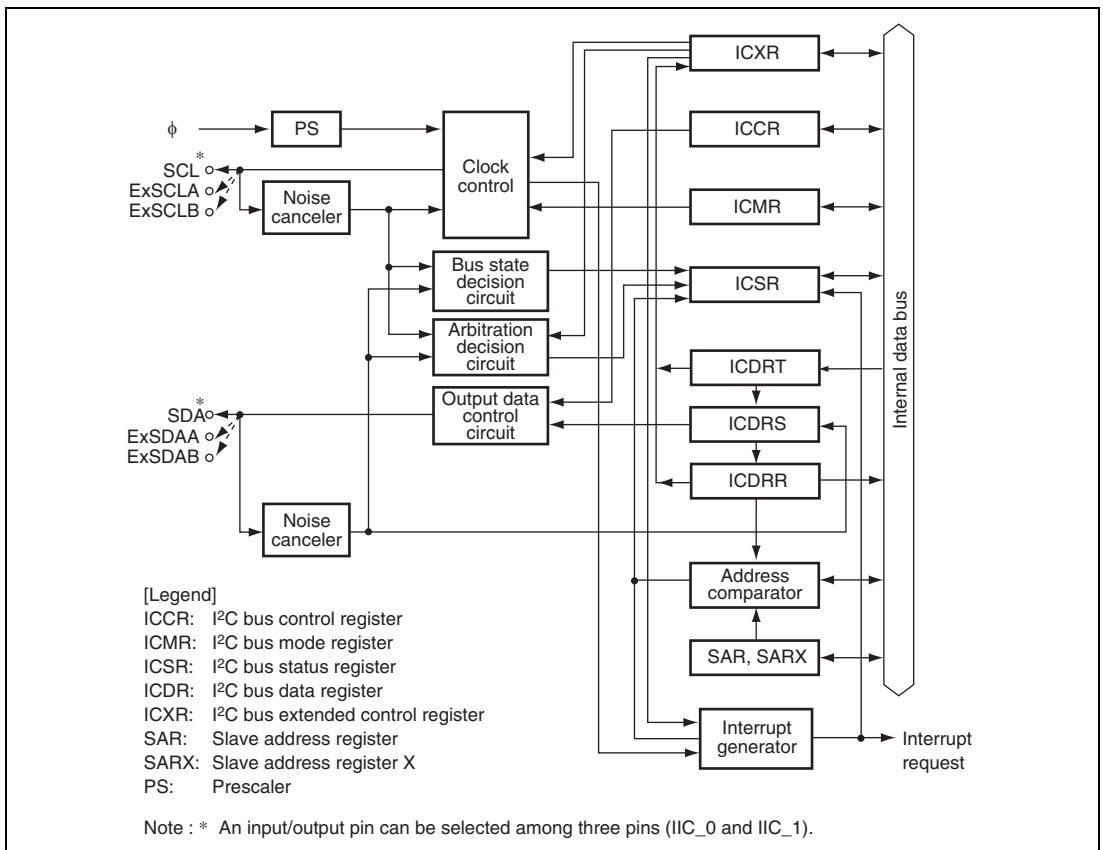 ICXR
ϕ
PS
ICCR
SCL *
ExSCLA
ExSCLB
Clock
control
Noise
canceler
ICMR
Bus state
decision
circuit
ICSR
Arbitration
decision
circuit
Internal data bus
ICDRT
SDA *
ExSDAA
ExSDAB
Output data
control
circuit
ICDRS
ICDRR
Noise
canceler
Address
comparator
SAR, SARX
Interrupt
generator
Interrupt
request
[Legend]
ICCR: I²C bus control register
ICMR: I²C bus mode register
ICSR: I²C bus status register
ICDR: I²C bus data register
ICXR: I²C bus extended control register
SAR: Slave address register
SARX: Slave address register X
PS: Prescaler
Note : * An input/output pin can be selected among three pins (IIC_0 and IIC_1).